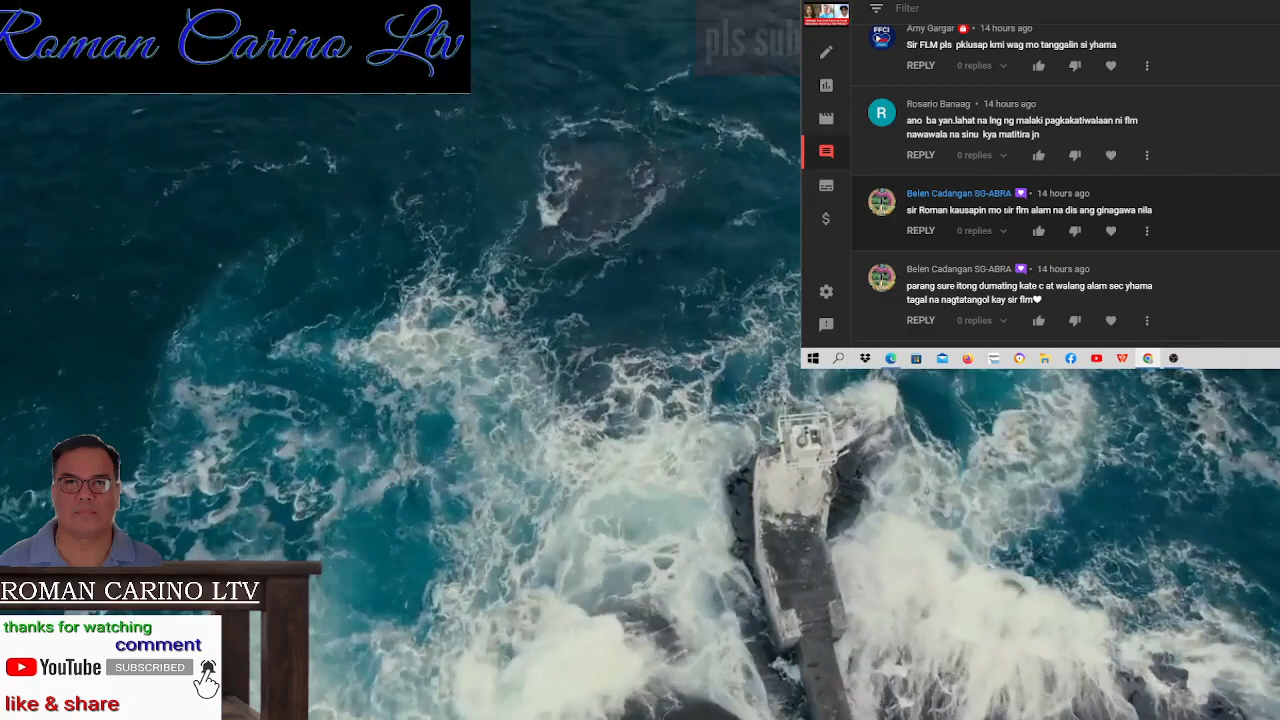 Roman Carino Ltv
pls sub
Filter
Amy Gargar • 14 hours ago
Sir FLM pls pkiusap kmi wag mo tanggalin si yhama
REPLY 0 replies
R
Rosario Banaag • 14 hours ago
ano ba yan.lahat na lng ng malaki pagkakatiwalaan ni flm
nawawala na sinu kya matitira jn
REPLY 0 replies
Belen Cadangan SG-ABRA • 14 hours ago
sir Roman kausapin mo sir flm alam na dis ang ginagawa nila
REPLY 0 replies
Belen Cadangan SG-ABRA • 14 hours ago
parang sure itong dumating kate c at walang alam sec yhama
tagal na nagtatangol kay sir flm
REPLY 0 replies
ROMAN CARINO LTV
thanks for watching
comment
YouTube SUBSCRIBED
like & share